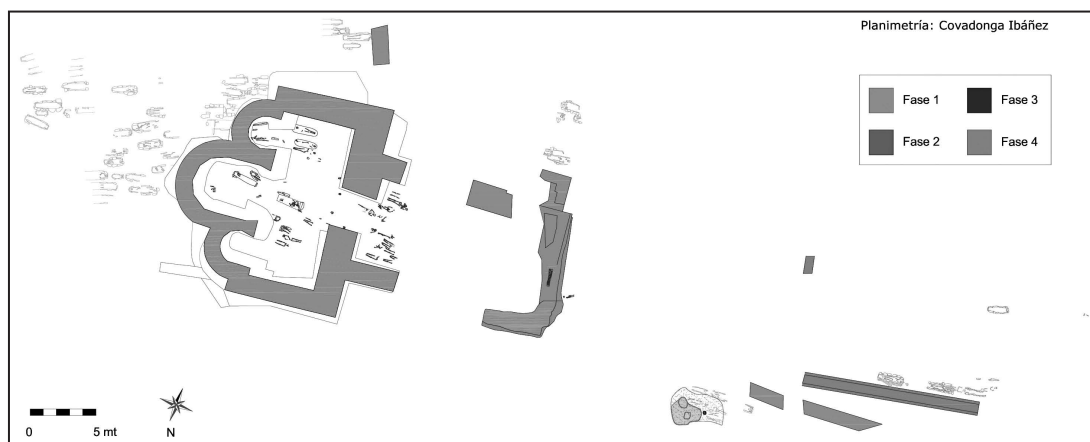 Planimetría: Covadonga Ibáñez
Fase 1
Fase 3
Fase 2
Fase 4
0
5 mt
N